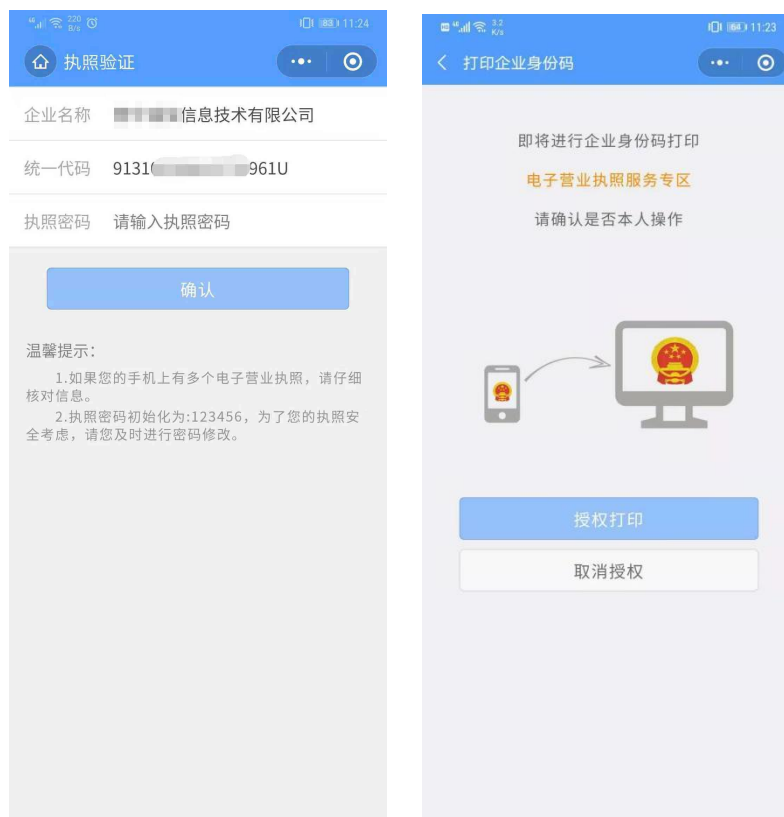 220
B/s
83
11:24
执照验证
企业名称 信息技术有限公司
统一代码 9131 961U
执照密码 请输入执照密码
确认
温馨提示：
1.如果您的手机上有多个电子营业执照，请仔细
核对信息。
2.执照密码初始化为:123456，为了您的执照安
全考虑，请您及时进行密码修改。
HD
3.2
K/s
64
11:23
打印企业身份码
即将进行企业身份码打印
电子营业执照服务专区
请确认是否本人操作
授权打印
取消授权